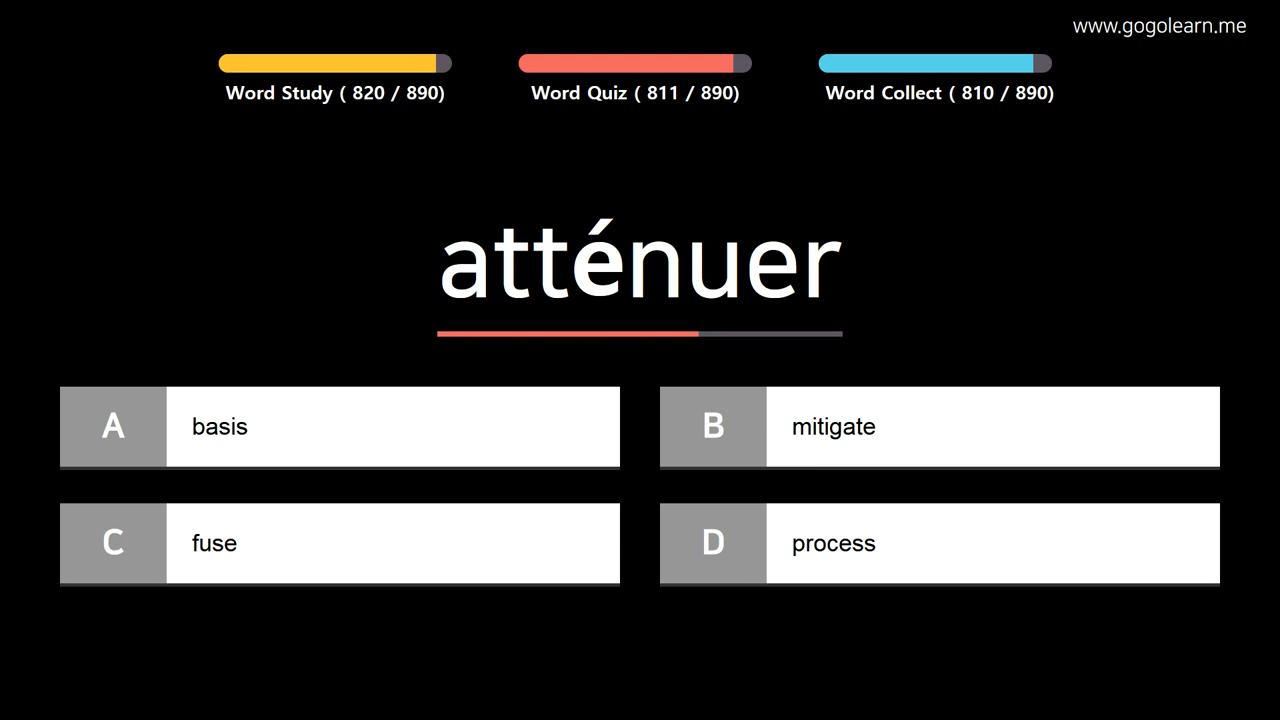 www.gogolearn.me
Word Study ( 820 / 890)
Word Quiz ( 811 / 890)
Word Collect ( 810 / 890)
atténuer
A
basis
B
mitigate
C
fuse
D
process